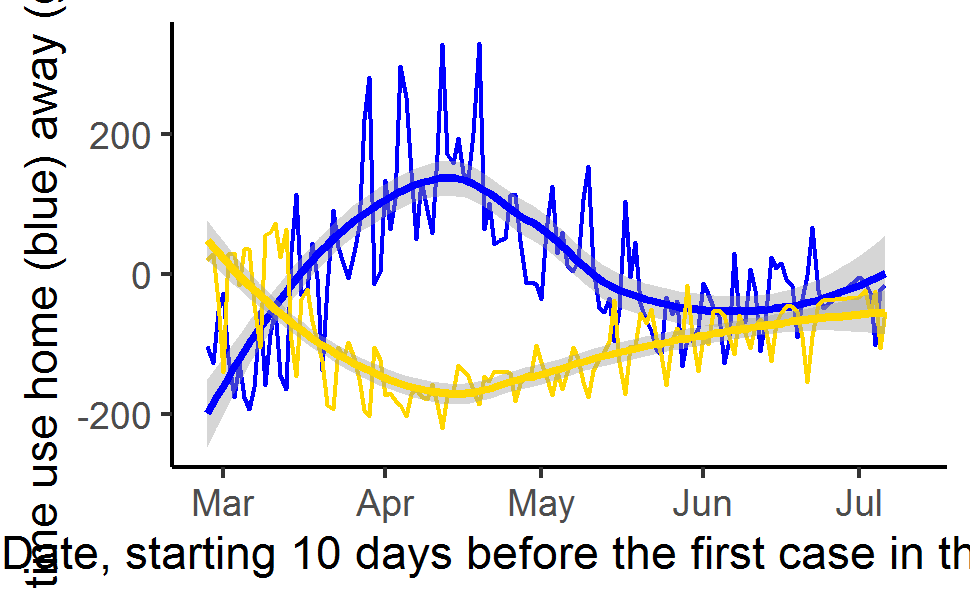 time use home (blue) away (
200
0
-200
Mar Apr May Jun Jul
Date, starting 10 days before the first case in th